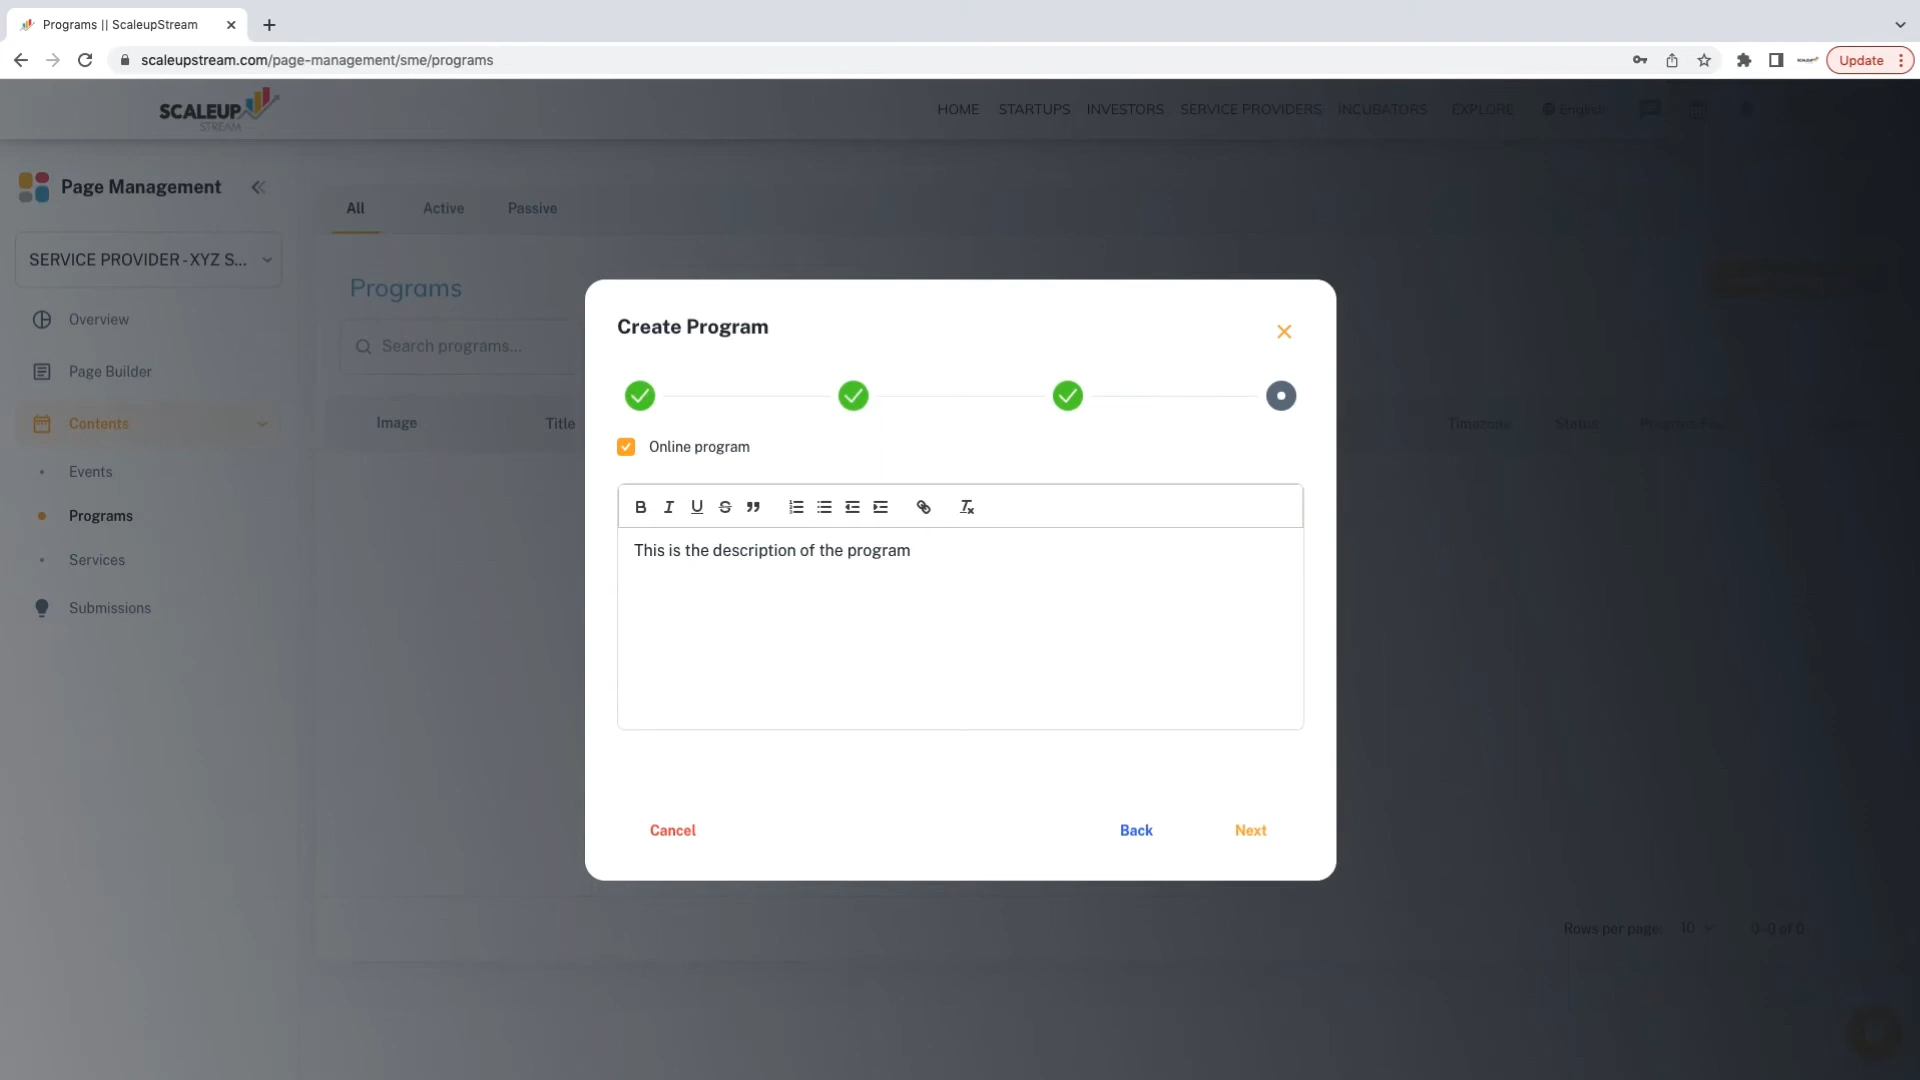 Programs || ScaleupStream
scaleupstream.com/page-management/sme/programs
Update
SCALEUP
STREAM
HOME STARTUPS INVESTORS SERVICE PROVIDERS INCUBATORS EXPLORE English
Page Management
SERVICE PROVIDER - XYZ S...
Overview
Page Builder
Contents
Events
Programs
Services
Submissions
All Active Passive
Programs
Search programs...
Image Title Timezone Status
Create Program
Online program
This is the description of the program
Cancel Back Next
Rows per page: 10 0-0 of 0